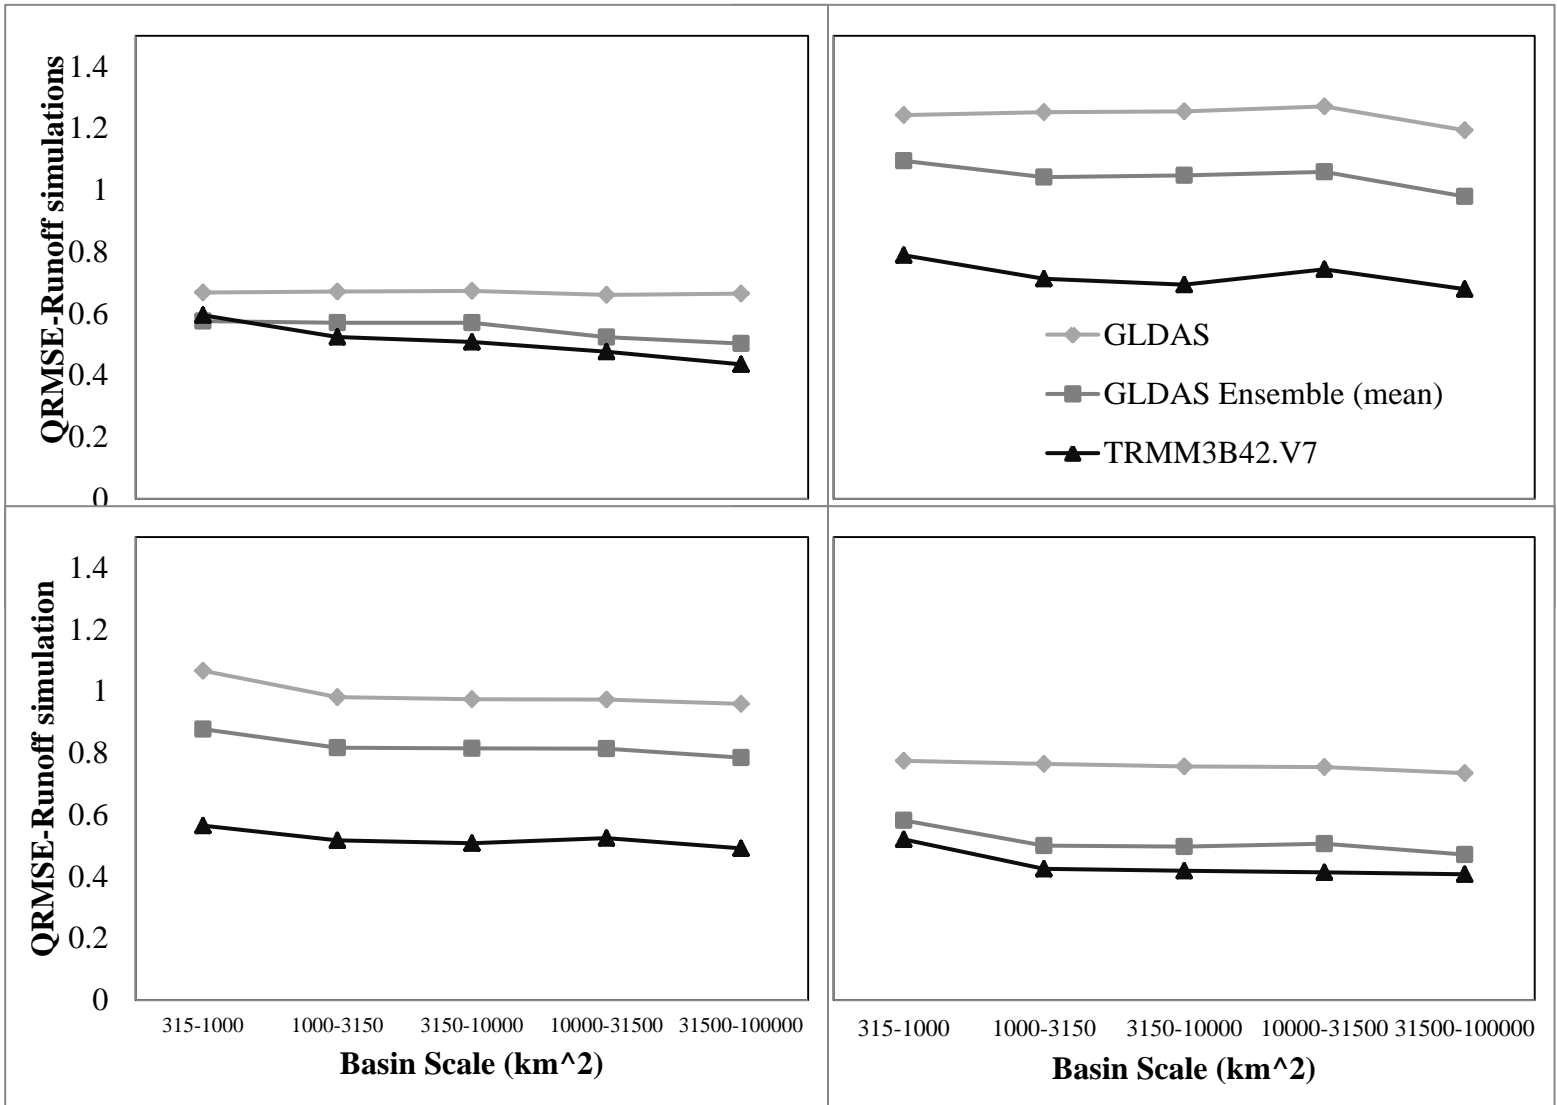 QRMSE-Runoff simulations
1.4
1.2
1
0.8
0.6
0.4
0.2
0
GLDAS
GLDAS Ensemble (mean)
TRMM3B42.V7
QRMSE-Runoff simulation
1.4
1.2
1
0.8
0.6
0.4
0.2
0
315-1000 1000-3150 3150-10000 10000-31500 31500-100000
Basin Scale (km^2)
315-1000 1000-3150 3150-10000 10000-31500 31500-100000
Basin Scale (km^2)